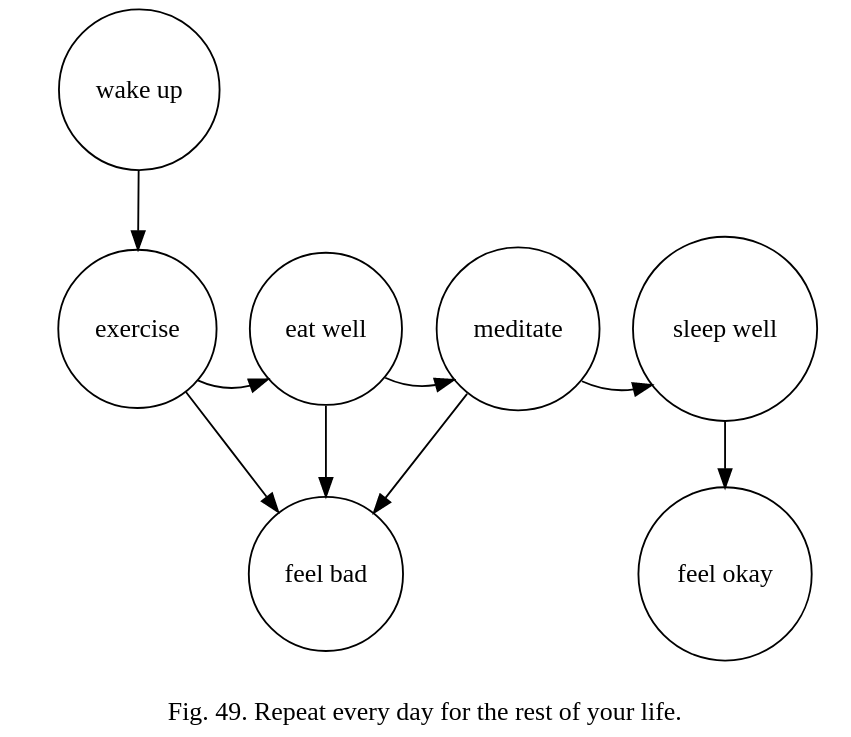 wake up
exercise
eat well
meditate
sleep well
feel bad
feel okay
Fig. 49. Repeat every day for the rest of your life.